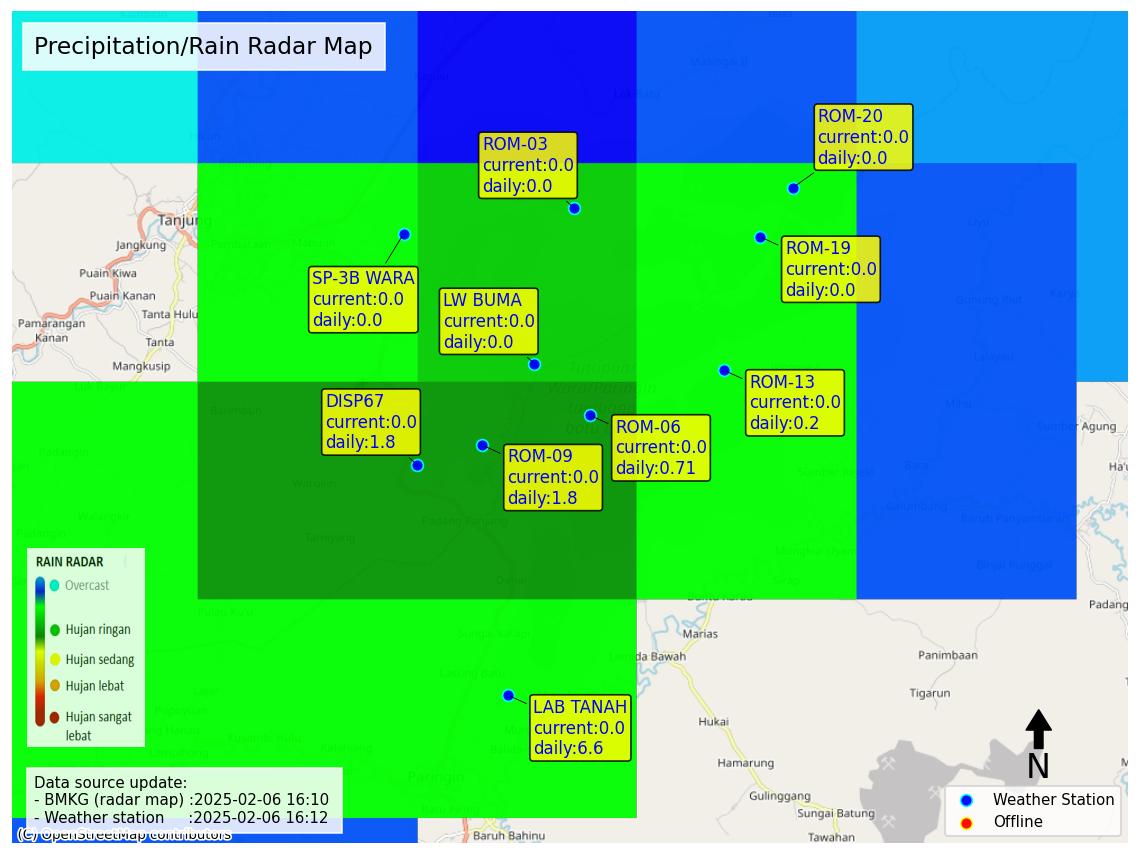 Precipitation/Rain Radar Map
ROM-20
current:0.0
daily:0.0
ROM-03
current:0.0
daily:0.0
ROM-19
current:0.0
daily:0.0
SP-3B WARA
current:0.0
daily:0.0
LW BUMA
current:0.0
daily:0.0
ROM-13
current:0.0
daily:0.2
DISP67
current:0.0
daily:1.8
ROM-06
current:0.0
daily:0.71
ROM-09
current:0.0
daily:1.8
LAB TANAH
current:0.0
daily:6.6
Tanjung
Jangkung
Puain Kiwa
Puain Kanan
Tanta Hulu
Pamarangan
Kanan
Tanta
Mangkusip
Sumber Agung
Padang Panjang
Marias
Lamida Bawah
Panimbaan
Tigarun
Hukai
Hamarung
Gulinggang
Sungai Batung
Tawahan
Paringin
Baruh Bahinu
RAIN RADAR
Overcast
Hujan ringan
Hujan sedang
Hujan lebat
Hujan sangat
lebat
Data source update:
- BMKG (radar map) :2025-02-06 16:10
- Weather station :2025-02-06 16:12
(C) OpenStreetMap contributors
N
Weather Station
Offline